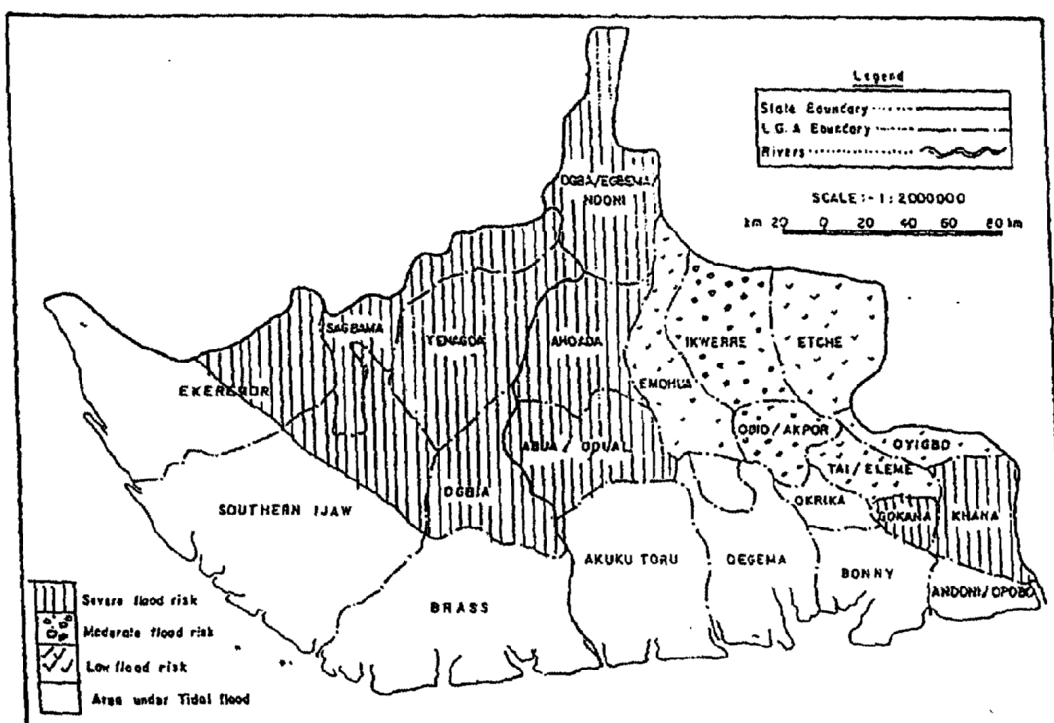 Legend
State Boundary
L.G.A Boundary
Rivers
SCALE:- 1 : 2000000
km 20 0 20 40 60 80 km
OGBA/EGBEMA
NDONI
SAGBAMA
YENAGOA
AHOADA
IKWERRE
ETCHE
EKEREMOR
EMOHUA
OBIO/AKPOR
OYIGBO
ABUA / ODUAL
TAI/ELEME
OGBIA
OKRIKA
GOKANA
KHANA
SOUTHERN IJAW
AKUKU TORU
DEGEMA
BONNY
BRASS
ANDONI/OPOBO
Severe flood risk
Moderate flood risk
Low flood risk
Area under Tidal flood